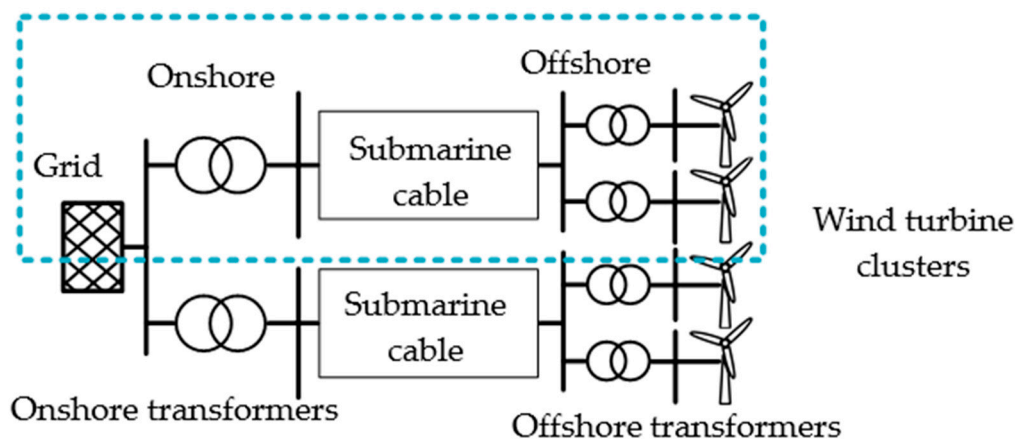 Onshore
Offshore
Grid
Submarine
cable
Wind turbine
clusters
Submarine
cable
Onshore transformers
Offshore transformers